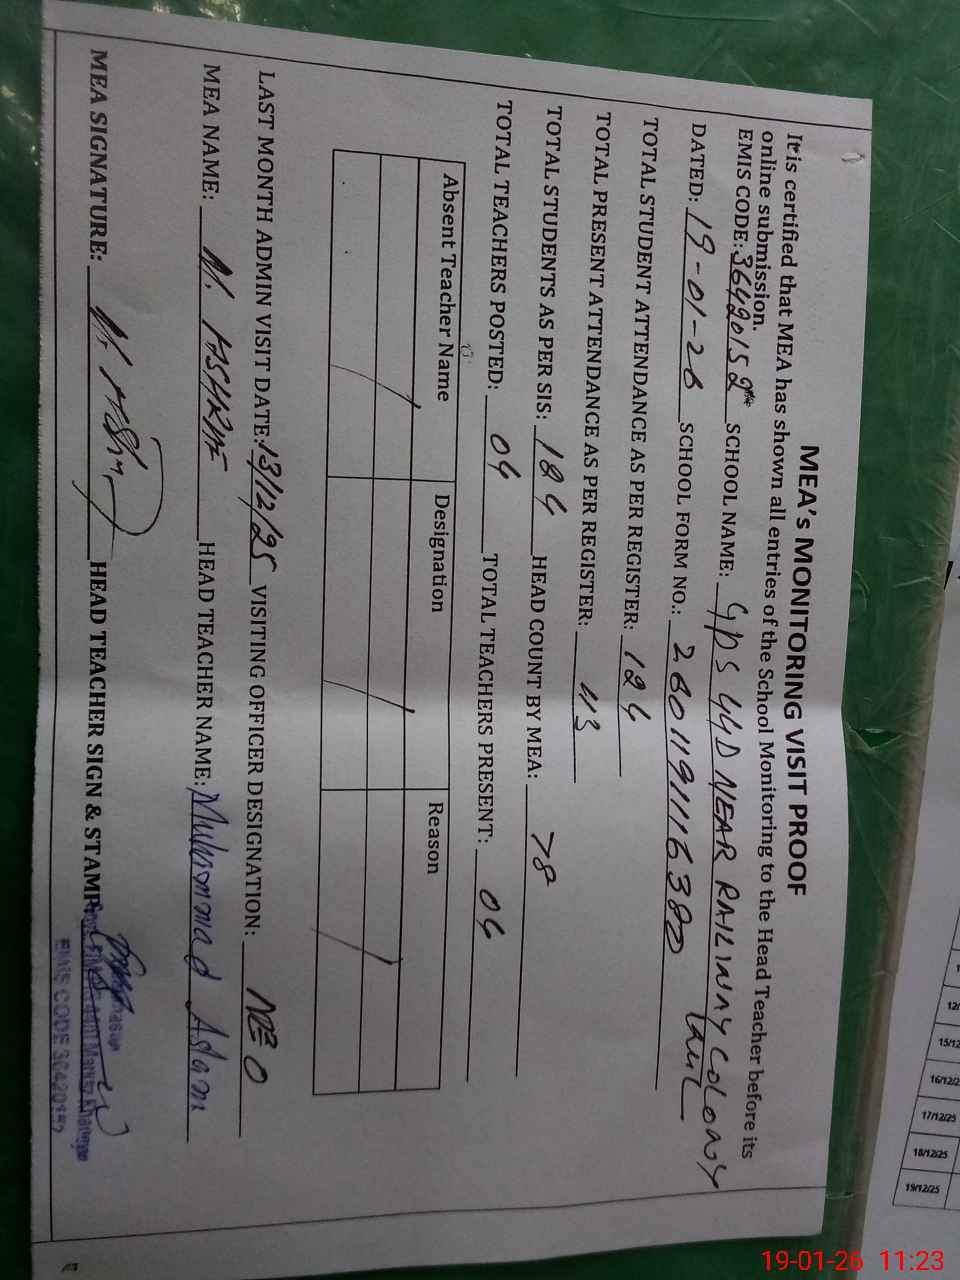 MEA's MONITORING VISIT PROOF
It is certified that MEA has shown all entries of the School Monitoring to the Head Teacher before its
online submission.
EMIS CODE: 36420152 SCHOOL NAME: GPS 44D NEAR RAILWAY COLONY
DATED: 19-01-26 SCHOOL FORM NO.:
TOTAL STUDENT ATTENDANCE AS PER REGISTER: 124
TOTAL PRESENT ATTENDANCE AS PER REGISTER: 113
TOTAL STUDENTS AS PER SIS: 184 HEAD COUNT BY MEA: 78
TOTAL TEACHERS POSTED: 04 TOTAL TEACHERS PRESENT: 04
Absent Teacher Name Designation Reason
LAST MONTH ADMIN VISIT DATE: 13/12/25 VISITING OFFICER DESIGNATION:
MEA NAME: HEAD TEACHER NAME: Muhammad Aslam
MEA SIGNATURE: HEAD TEACHER SIGN & STAMP
EMIS CODE 36420152
12/
15/12
16/12/2
17/12/25
18/12/25
19/12/25
19-01-26 11:23